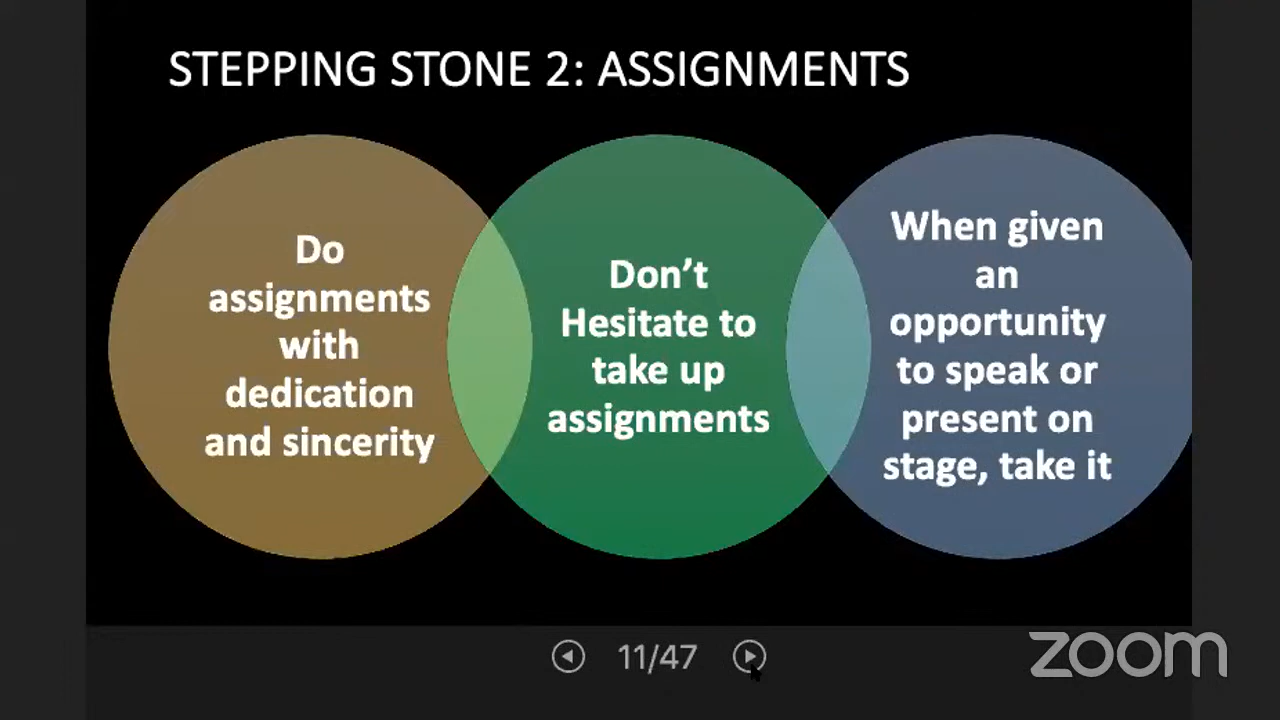 STEPPING STONE 2: ASSIGNMENTS
Do
assignments
with
dedication
and sincerity
Don’t
Hesitate to
take up
assignments
When given
an
opportunity
to speak or
present on
stage, take it
11/47
zoom